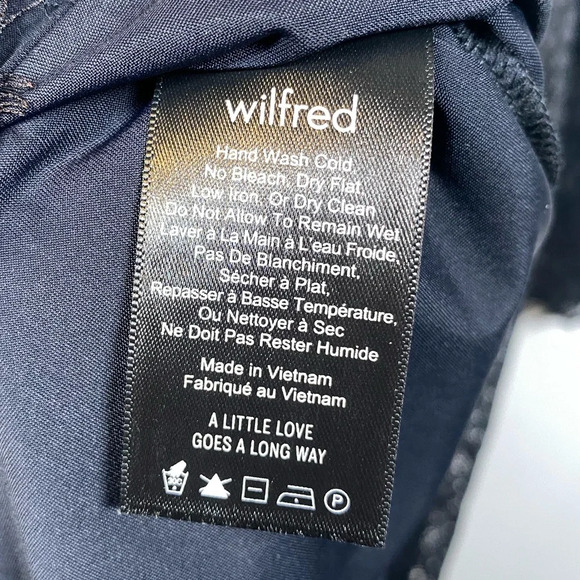 wilfred
Hand Wash Cold,
No Bleach, Dry Flat,
Low Iron, Or Dry Clean
Do Not Allow To Remain Wet
Laver à La Main à L'eau Froide,
Pas De Blanchiment,
Sécher à Plat,
Repasser à Basse Température,
Ou Nettoyer à Sec
Ne Doit Pas Rester Humide
Made in Vietnam
Fabriqué au Vietnam
A LITTLE LOVE
GOES A LONG WAY
30C P